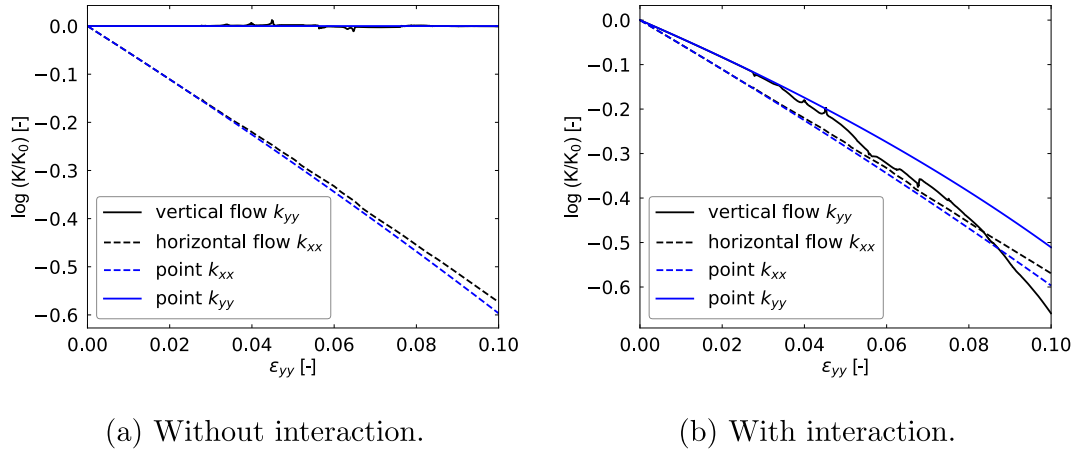 0.0
−0.1
−0.2
−0.3
−0.4
−0.5
−0.6
log (K/K₀) [-]
vertical flow kyy
horizontal flow kxx
point kxx
point kyy
0.00 0.02 0.04 0.06 0.08 0.10
εyy [-]
(a) Without interaction.
0.0
−0.1
−0.2
−0.3
−0.4
−0.5
−0.6
log (K/K₀) [-]
vertical flow kyy
horizontal flow kxx
point kxx
point kyy
0.00 0.02 0.04 0.06 0.08 0.10
εyy [-]
(b) With interaction.